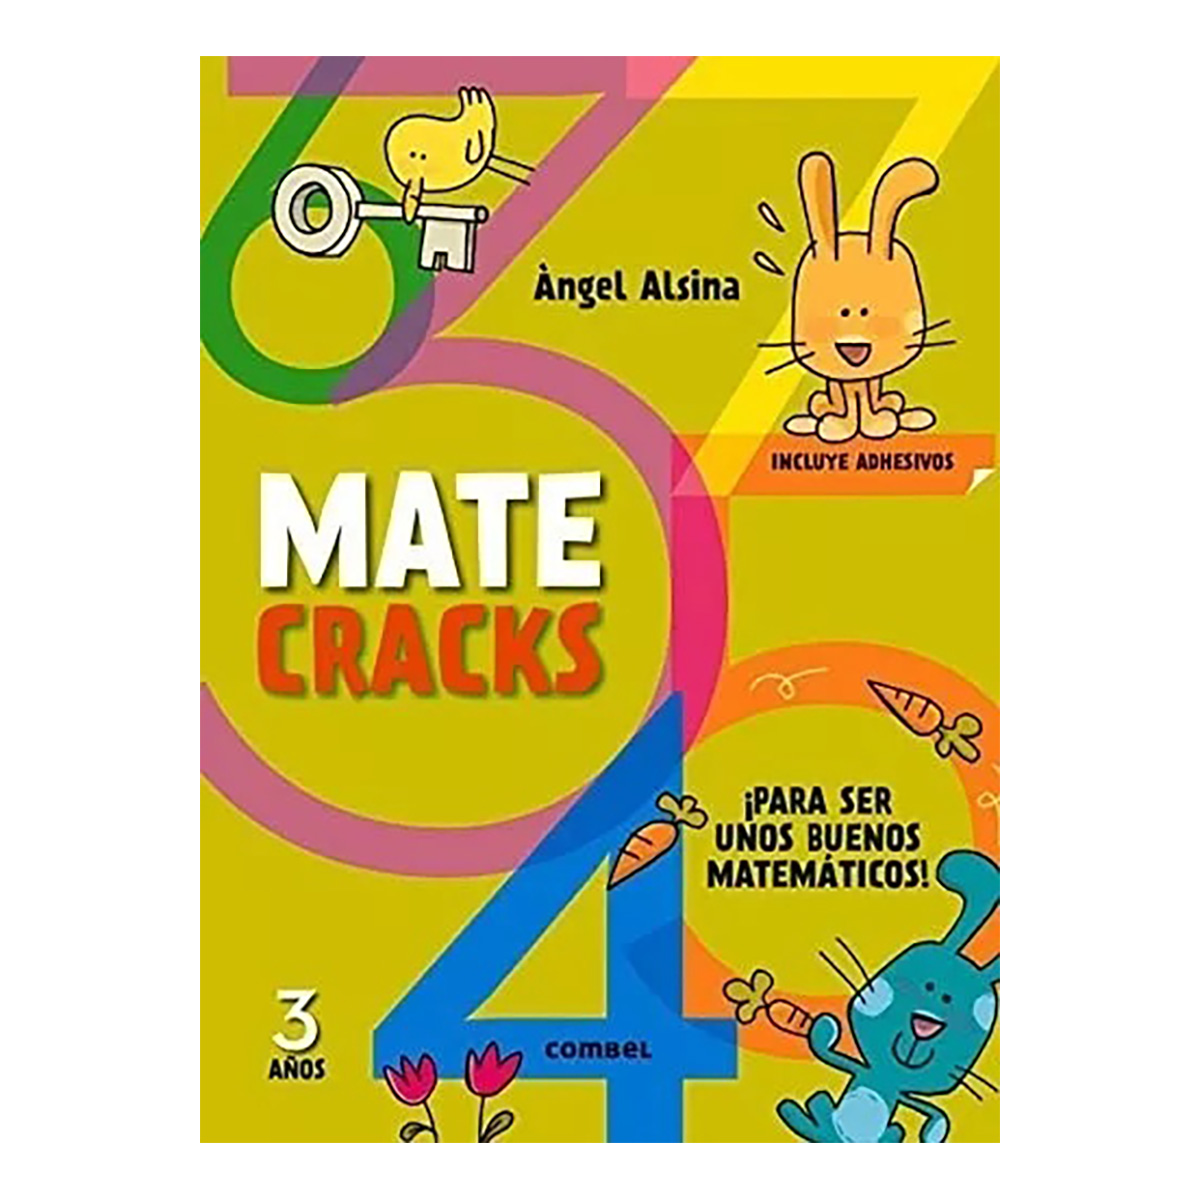 Àngel Alsina
INCLUYE ADHESIVOS
MATE
CRACKS
¡PARA SER
UNOS BUENOS
MATEMÁTICOS!
3
AÑOS
COMBEL